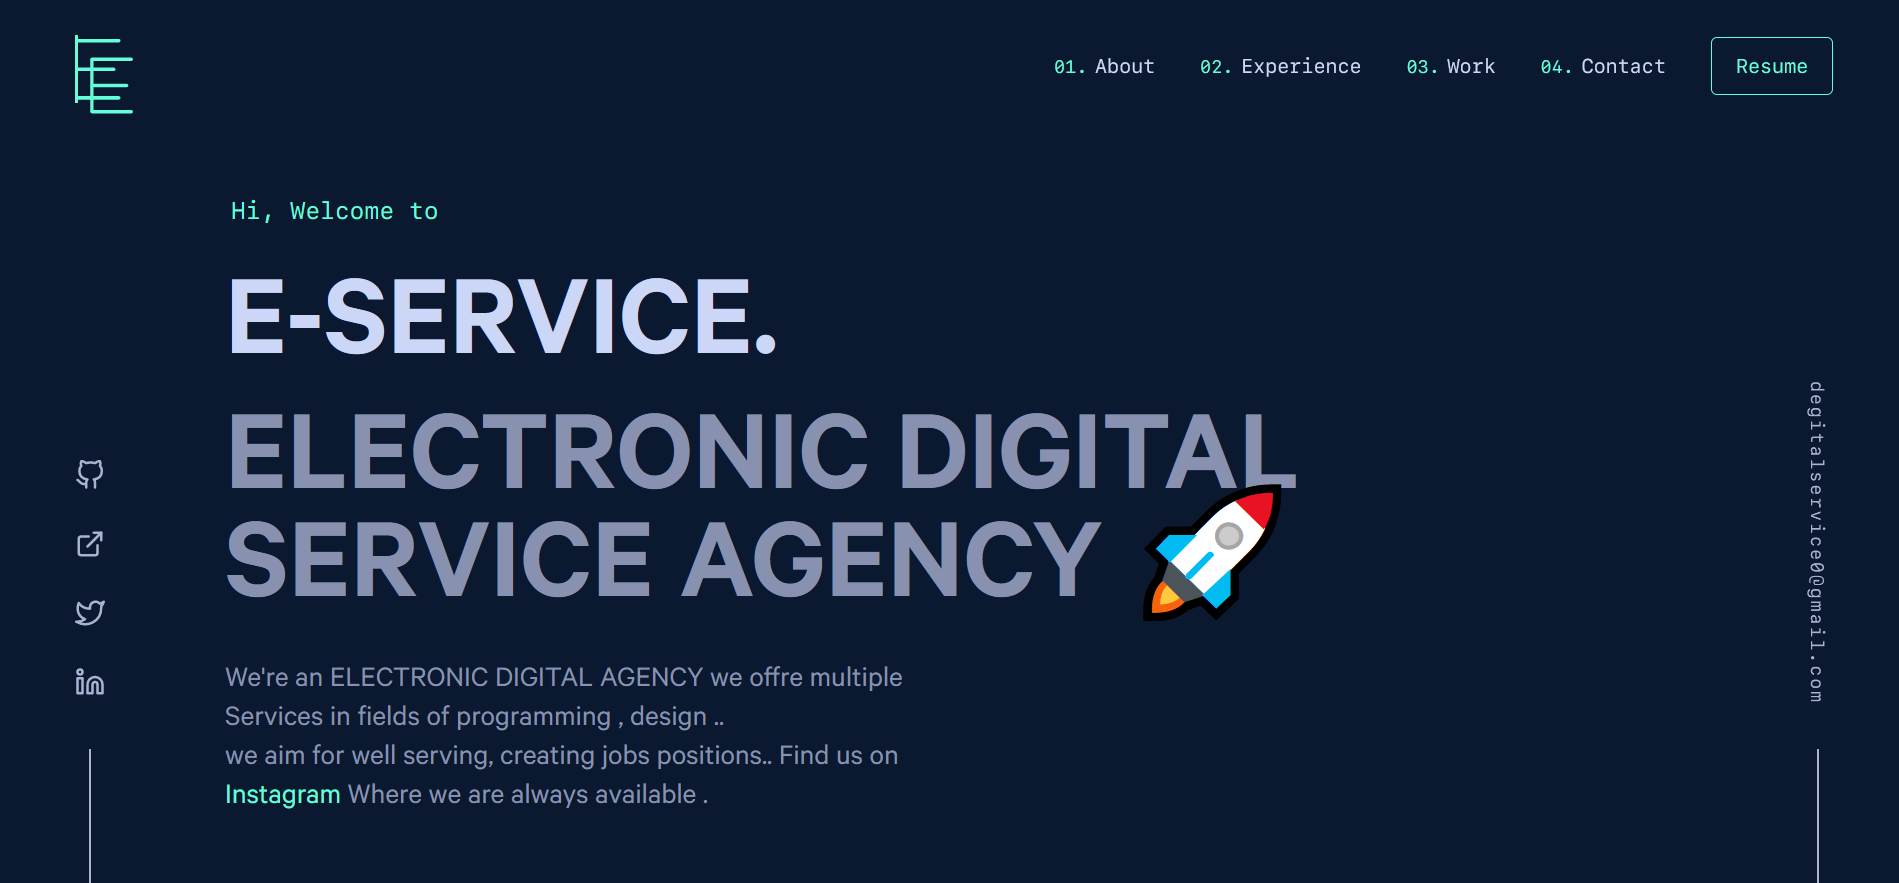 01. About 02. Experience 03. Work 04. Contact Resume
Hi, Welcome to
E-SERVICE.
ELECTRONIC DIGITAL
SERVICE AGENCY
We're an ELECTRONIC DIGITAL AGENCY we offre multiple
Services in fields of programming , design ..
we aim for well serving, creating jobs positions.. Find us on
Instagram Where we are always available .
degitalservice0@gmail.com